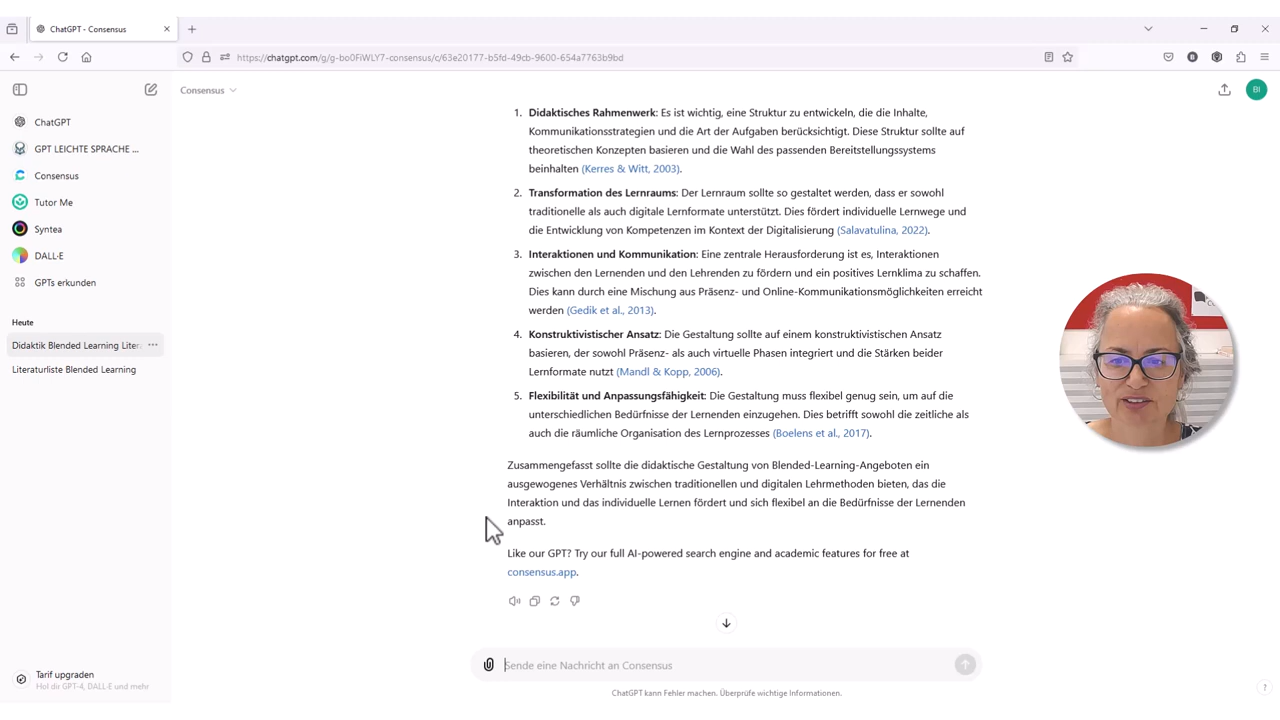 ChatGPT - Consensus
https://chatgpt.com/g/g-bo0FiWLY7-consensus/c/63e20177-b5fd-49cb-9600-654a7763b9bd
Consensus
BI
ChatGPT
GPT LEICHTE SPRACHE ...
Consensus
Tutor Me
Syntea
DALL·E
GPTs erkunden
Heute
Didaktik Blended Learning Liter
Literaturliste Blended Learning
1. Didaktisches Rahmenwerk: Es ist wichtig, eine Struktur zu entwickeln, die die Inhalte,
Kommunikationsstrategien und die Art der Aufgaben berücksichtigt. Diese Struktur sollte auf
theoretischen Konzepten basieren und die Wahl des passenden Bereitstellungssystems
beinhalten (Kerres & Witt, 2003).
2. Transformation des Lernraums: Der Lernraum sollte so gestaltet werden, dass er sowohl
traditionelle als auch digitale Lernformate unterstützt. Dies fördert individuelle Lernwege und
die Entwicklung von Kompetenzen im Kontext der Digitalisierung (Salavatulina, 2022).
3. Interaktionen und Kommunikation: Eine zentrale Herausforderung ist es, Interaktionen
zwischen den Lernenden und den Lehrenden zu fördern und ein positives Lernklima zu schaffen.
Dies kann durch eine Mischung aus Präsenz- und Online-Kommunikationsmöglichkeiten erreicht
werden (Gedik et al., 2013).
4. Konstruktivistischer Ansatz: Die Gestaltung sollte auf einem konstruktivistischen Ansatz
basieren, der sowohl Präsenz- als auch virtuelle Phasen integriert und die Stärken beider
Lernformate nutzt (Mandl & Kopp, 2006).
5. Flexibilität und Anpassungsfähigkeit: Die Gestaltung muss flexibel genug sein, um auf die
unterschiedlichen Bedürfnisse der Lernenden einzugehen. Dies betrifft sowohl die zeitliche als
auch die räumliche Organisation des Lernprozesses (Boelens et al., 2017).
Zusammengefasst sollte die didaktische Gestaltung von Blended-Learning-Angeboten ein
ausgewogenes Verhältnis zwischen traditionellen und digitalen Lehrmethoden bieten, das die
Interaktion und das individuelle Lernen fördert und sich flexibel an die Bedürfnisse der Lernenden
anpasst.
Like our GPT? Try our full AI-powered search engine and academic features for free at
consensus.app.
Sende eine Nachricht an Consensus
ChatGPT kann Fehler machen. Überprüfe wichtige Informationen.
Tarif upgraden
Hol dir GPT-4, DALL·E und mehr
?